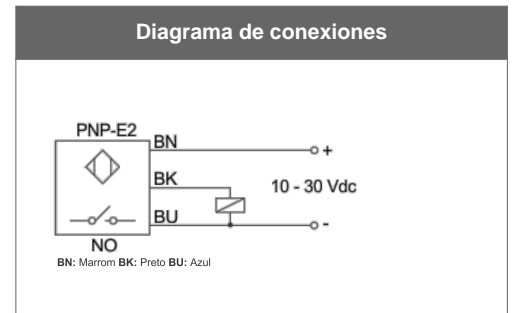 Diagrama de conexiones
PNP-E2
BN
+
BK
10 - 30 Vdc
BU
-
NO
BN: Marrom BK: Preto BU: Azul